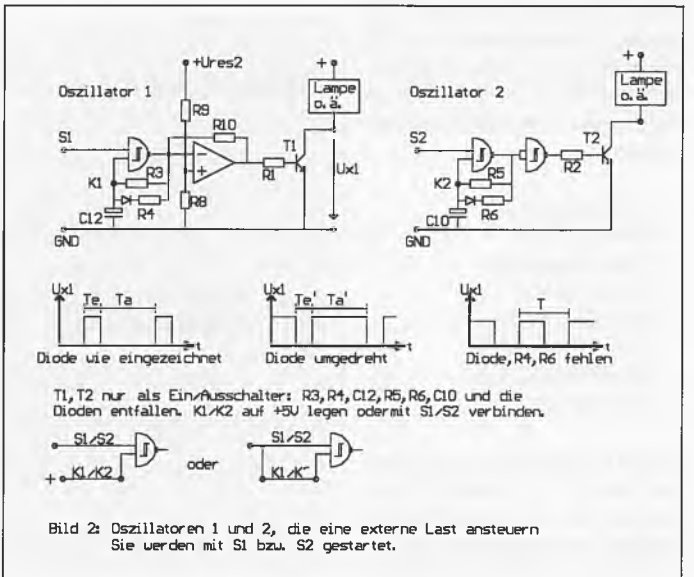 +Ures2
+
+
Oszillator 1
Lampe
o.ä.
Oszillator 2
Lampe
o.ä.
R9
R10
S1
T1
S2
T2
R3
R1
Ux1
R5
R2
K1
K2
R4
R6
C12
R8
C10
GND
GND
Ux1
Te
Ta
Ux1
Te'
Ta'
Ux1
T
t
t
t
Diode wie eingezeichnet
Diode umgedreht
Diode,R4,R6 fehlen
T1,T2 nur als Ein/Ausschalter: R3,R4,C12,R5,R6,C10 und die
Dioden entfallen. K1/K2 auf +5V legen odermit S1/S2 verbinden.
S1/S2
oder
S1/S2
+
K1/K2
K1/K
Bild 2: Oszillatoren 1 und 2, die eine externe Last ansteuern
Sie werden mit S1 bzw. S2 gestartet.